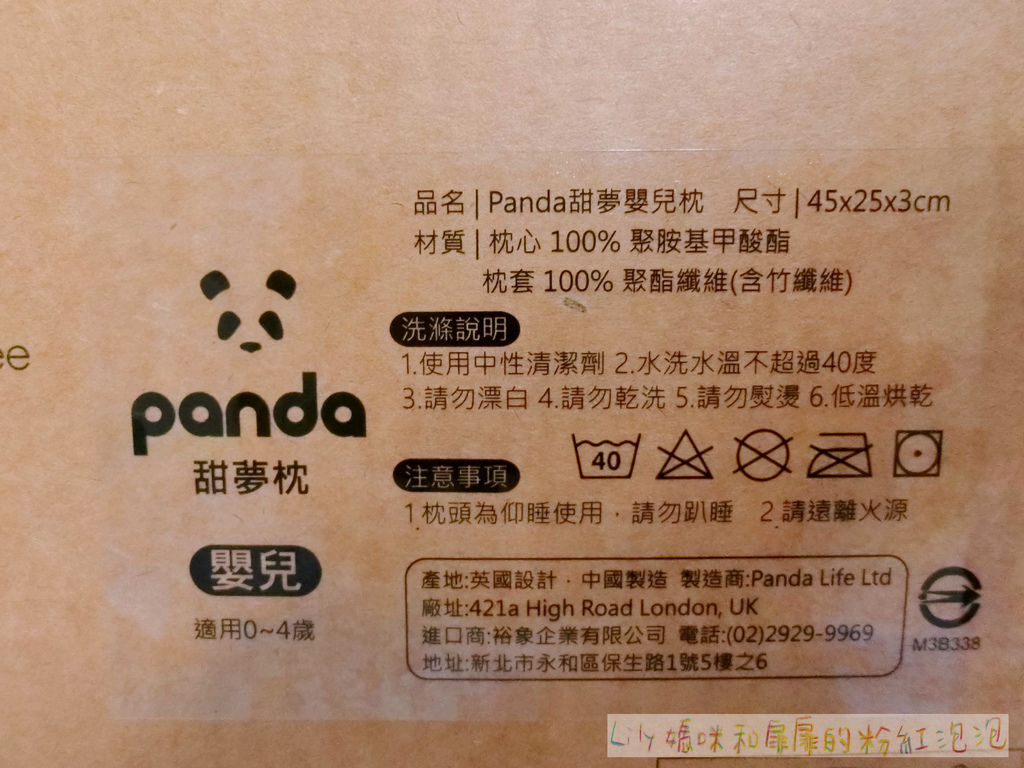 品名 | Panda甜夢嬰兒枕 尺寸 | 45x25x3cm
材質 | 枕心 100% 聚胺基甲酸酯
枕套 100% 聚酯纖維(含竹纖維)
ee
洗滌說明
1.使用中性清潔劑 2.水洗水溫不超過40度
3.請勿漂白 4.請勿乾洗 5.請勿熨燙 6.低溫烘乾
panda
甜夢枕
40
注意事項
1.枕頭為仰睡使用，請勿趴睡 2.請遠離火源
嬰兒
適用0~4歲
產地:英國設計．中國製造 製造商:Panda Life Ltd
廠址:421a High Road London, UK
進口商:裕象企業有限公司 電話:(02)2929-9969
地址:新北市永和區保生路1號5樓之6
M3B338
Lily媽咪和扉扉的粉紅泡泡